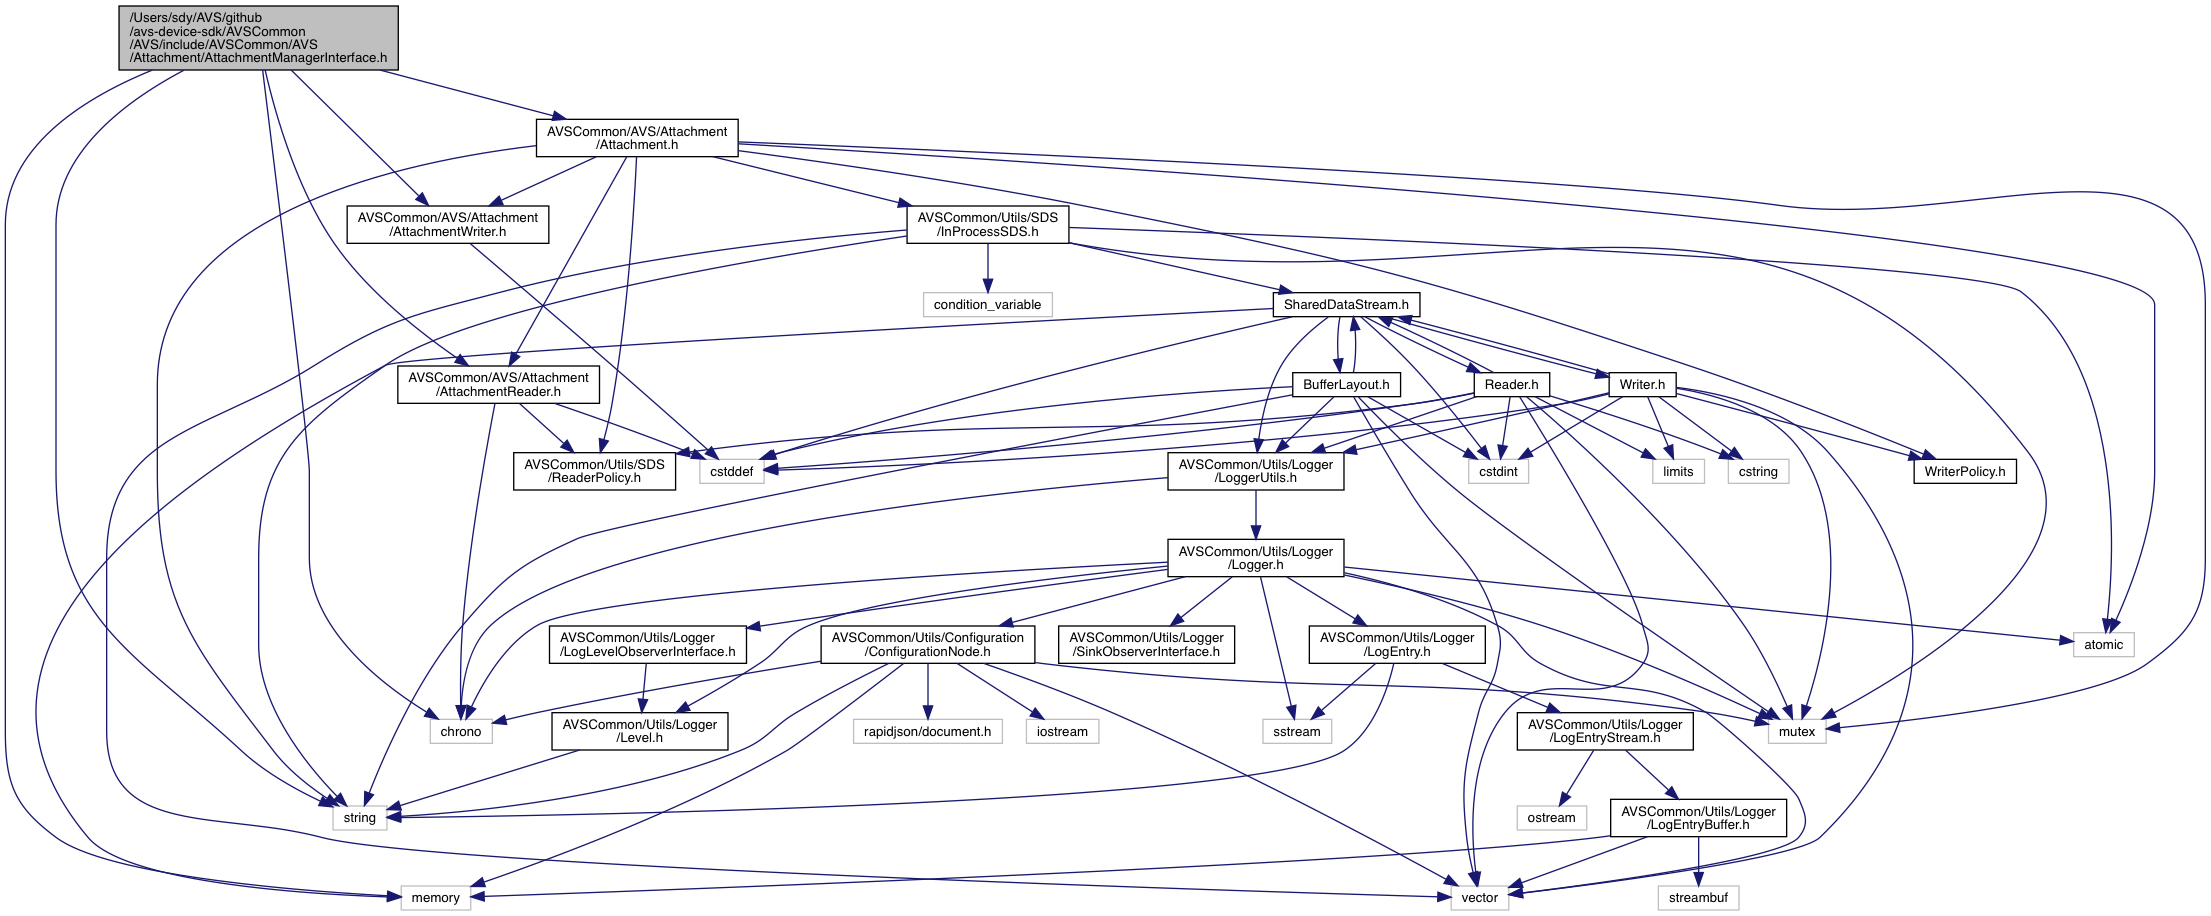 /Users/sdy/AVS/github
/avs-device-sdk/AVSCommon
/AVS/include/AVSCommon/AVS
/Attachment/AttachmentManagerInterface.h
AVSCommon/AVS/Attachment
/Attachment.h
AVSCommon/AVS/Attachment
/AttachmentWriter.h
AVSCommon/Utils/SDS
/InProcessSDS.h
condition_variable
SharedDataStream.h
AVSCommon/AVS/Attachment
/AttachmentReader.h
BufferLayout.h
Reader.h
Writer.h
AVSCommon/Utils/SDS
/ReaderPolicy.h
cstddef
AVSCommon/Utils/Logger
/LoggerUtils.h
cstdint
limits
cstring
WriterPolicy.h
AVSCommon/Utils/Logger
/Logger.h
AVSCommon/Utils/Logger
/LogLevelObserverInterface.h
AVSCommon/Utils/Configuration
/ConfigurationNode.h
AVSCommon/Utils/Logger
/SinkObserverInterface.h
AVSCommon/Utils/Logger
/LogEntry.h
atomic
chrono
AVSCommon/Utils/Logger
/Level.h
rapidjson/document.h
iostream
sstream
AVSCommon/Utils/Logger
/LogEntryStream.h
mutex
string
ostream
AVSCommon/Utils/Logger
/LogEntryBuffer.h
memory
vector
streambuf